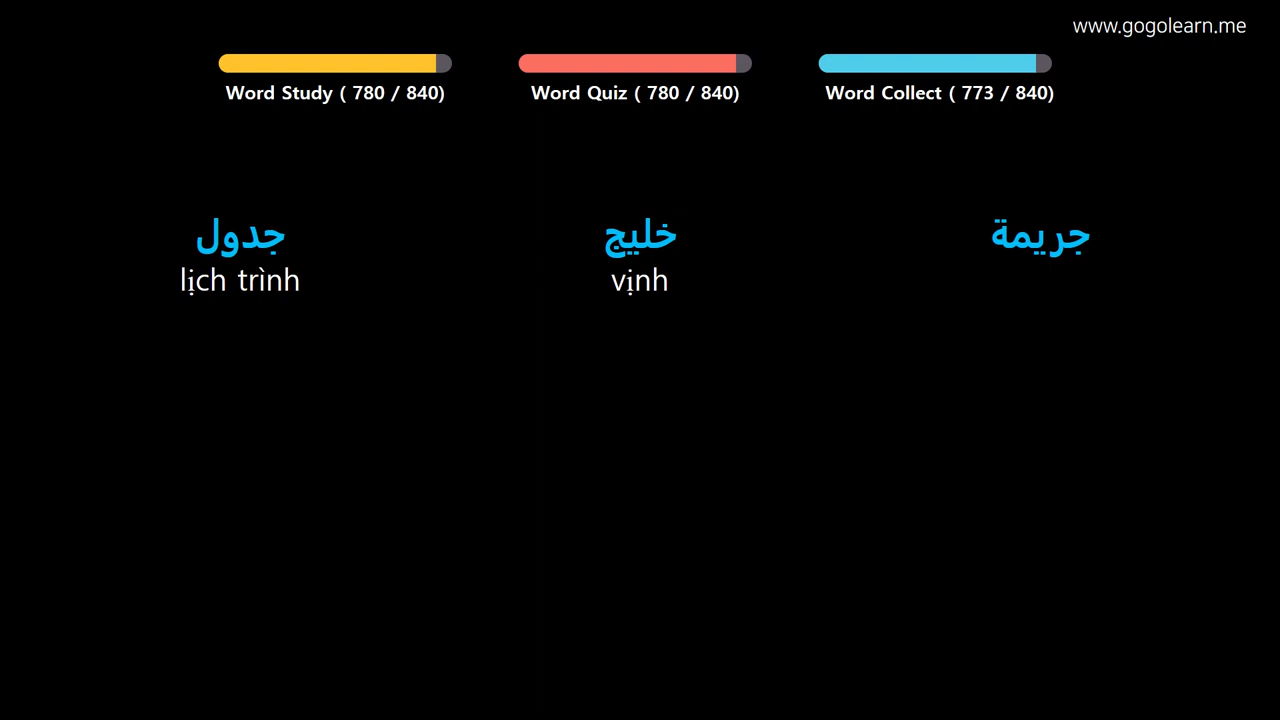 www.gogolearn.me
Word Study ( 780 / 840)
Word Quiz ( 780 / 840)
Word Collect ( 773 / 840)
جدول
lịch trình
خليج
vịnh
جريمة